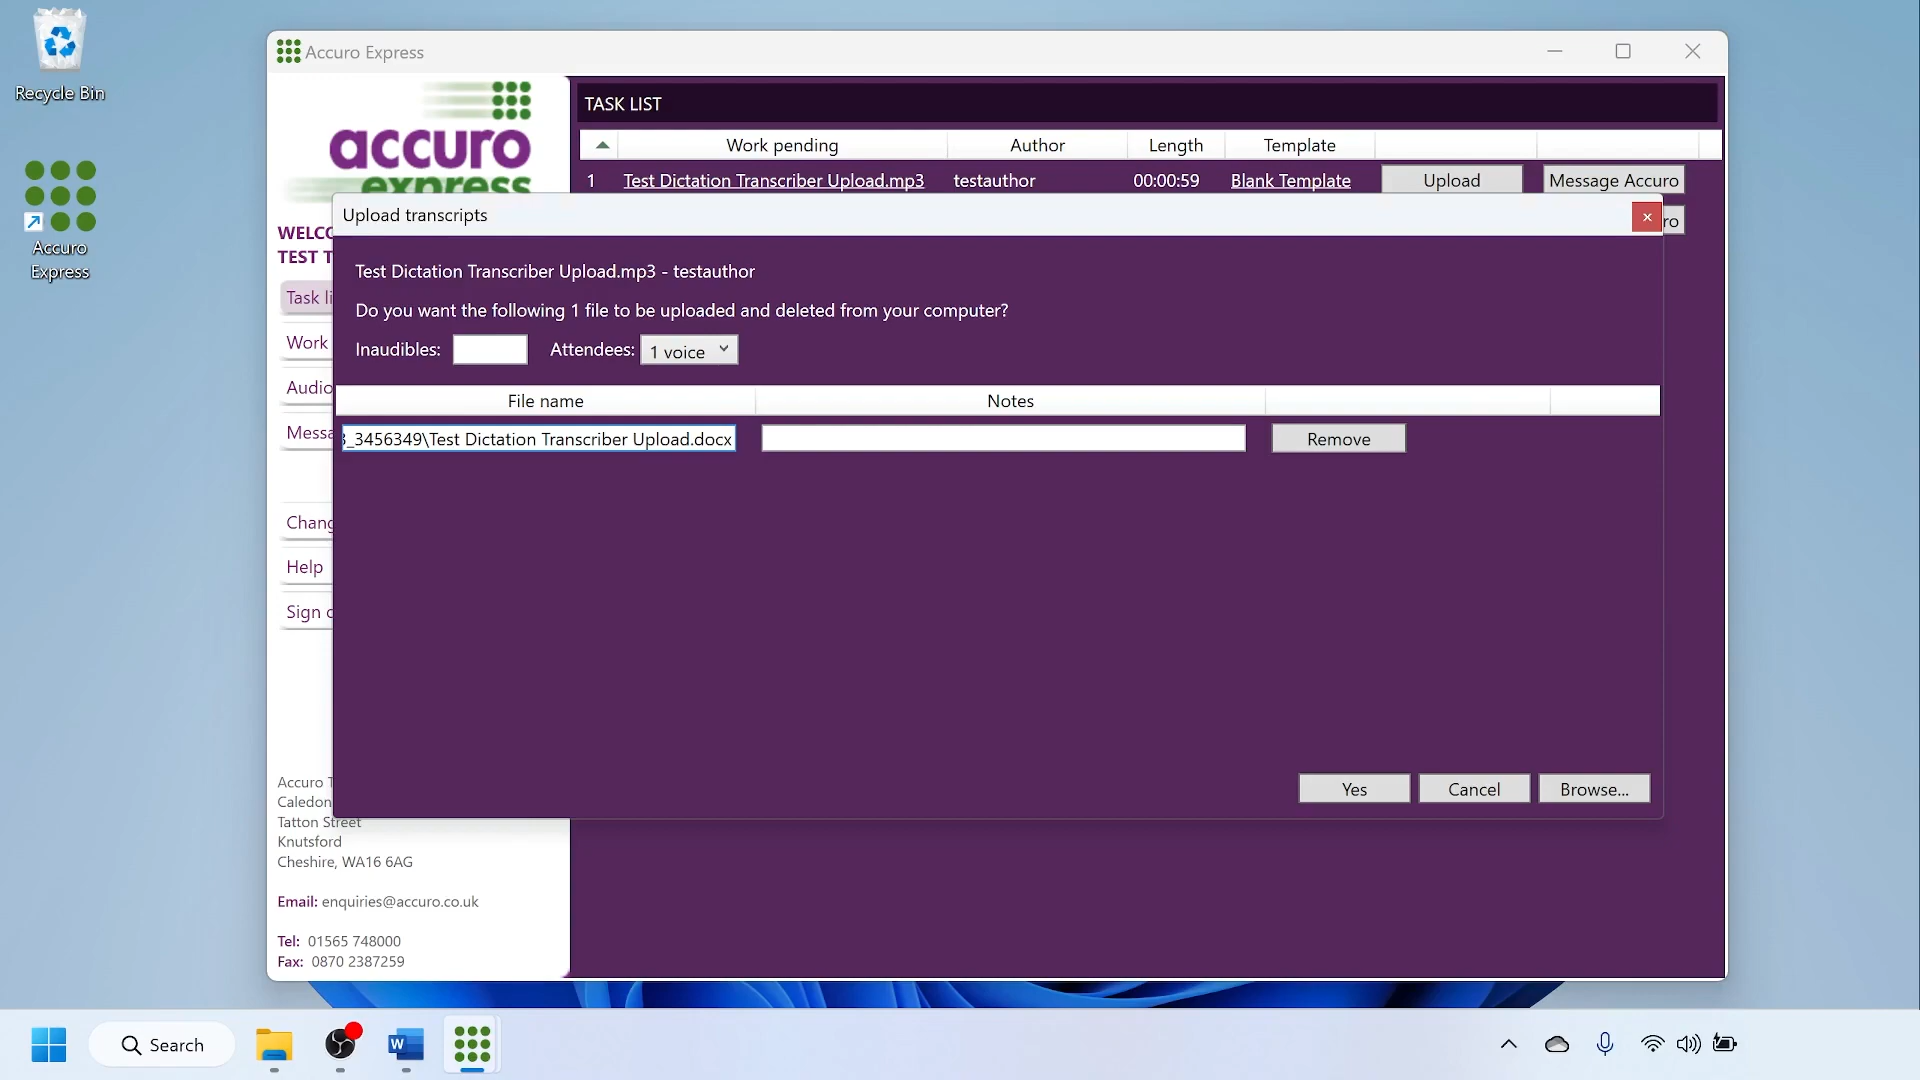 Recycle Bin
Accuro
Express
Accuro Express
accuro
express
WELCO
TEST T
Task li
Work
Audio
Messa
Chang
Help
Sign o
Accuro T
Caledon
Tatton Street
Knutsford
Cheshire, WA16 6AG
Email: enquiries@accuro.co.uk
Tel: 01565 748000
Fax: 0870 2387259
TASK LIST
Work pending Author Length Template
1 Test Dictation Transcriber Upload.mp3 testauthor 00:00:59 Blank Template Upload Message Accuro
ro
Upload transcripts
Test Dictation Transcriber Upload.mp3 - testauthor
Do you want the following 1 file to be uploaded and deleted from your computer?
Inaudibles: Attendees: 1 voice
File name Notes
_3456349\Test Dictation Transcriber Upload.docx Remove
Yes Cancel Browse...
Search
W